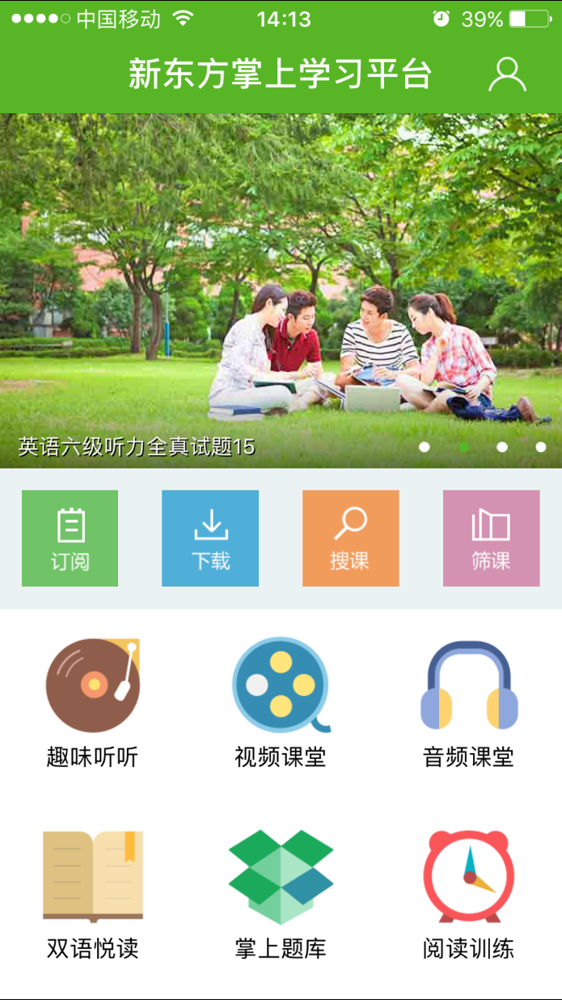 中国移动 14:13 39%
新东方掌上学习平台
英语六级听力全真试题15
订阅 下载 搜课 筛课
趣味听听 视频课堂 音频课堂
双语悦读 掌上题库 阅读训练